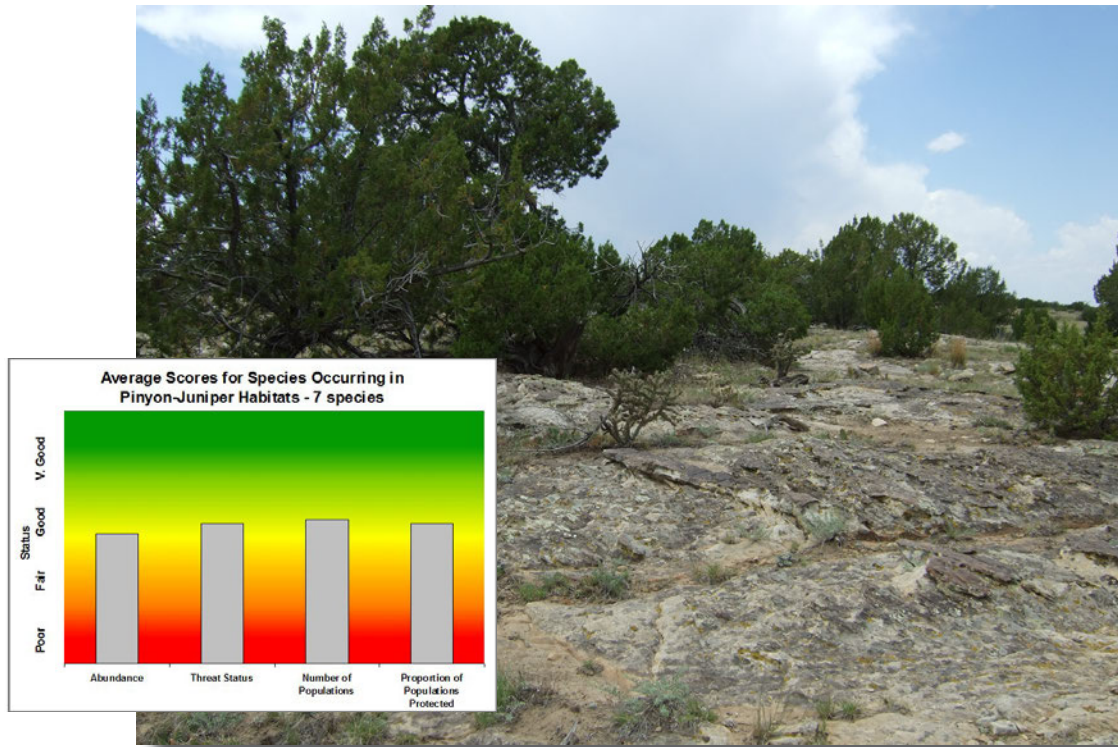 Average Scores for Species Occurring in
Pinyon-Juniper Habitats - 7 species
Status
V. Good
Good
Fair
Poor
Abundance
Threat Status
Number of
Populations
Proportion of
Populations
Protected